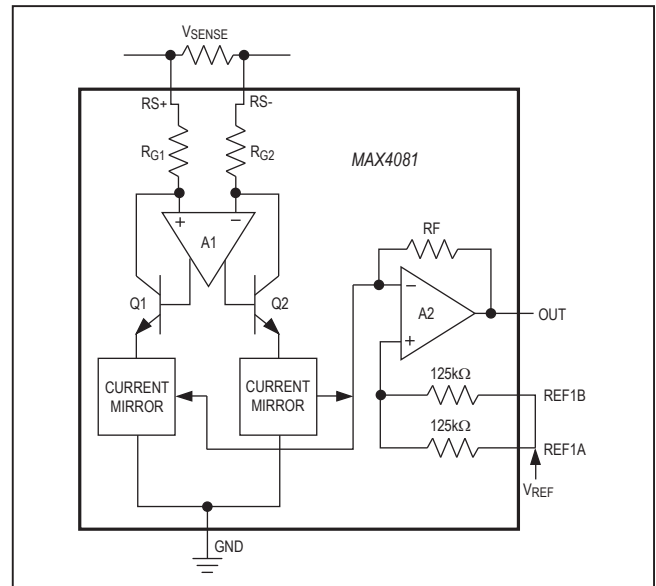 VSENSE
RS+
RS-
RG1
RG2
MAX4081
+
−
A1
RF
Q1
Q2
−
A2
+
OUT
CURRENT
MIRROR
CURRENT
MIRROR
125kΩ
REF1B
125kΩ
REF1A
VREF
GND